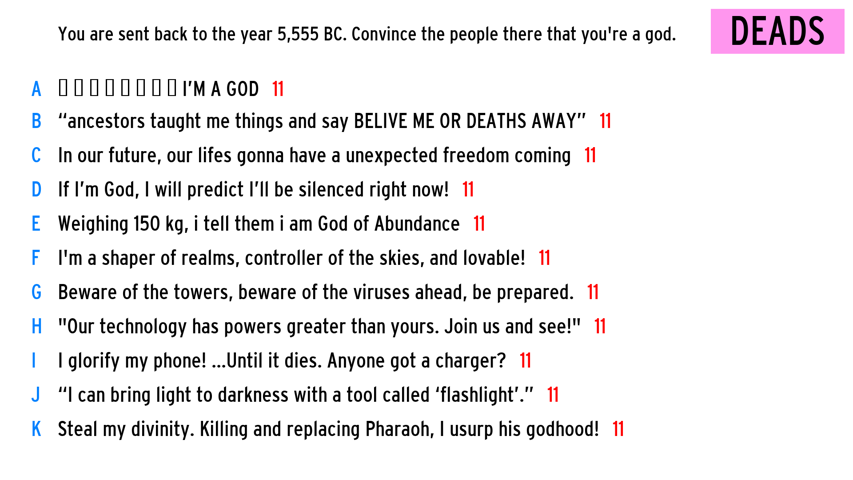 You are sent back to the year 5,555 BC. Convince the people there that you're a god.
DEADS
A ▯ ▯ ▯ ▯ ▯ ▯ ▯ ▯ I’M A GOD 11
B “ancestors taught me things and say BELIVE ME OR DEATHS AWAY” 11
C In our future, our lifes gonna have a unexpected freedom coming 11
D If I’m God, I will predict I’ll be silenced right now! 11
E Weighing 150 kg, i tell them i am God of Abundance 11
F I'm a shaper of realms, controller of the skies, and lovable! 11
G Beware of the towers, beware of the viruses ahead, be prepared. 11
H "Our technology has powers greater than yours. Join us and see!" 11
I I glorify my phone! ...Until it dies. Anyone got a charger? 11
J “I can bring light to darkness with a tool called ‘flashlight’.” 11
K Steal my divinity. Killing and replacing Pharaoh, I usurp his godhood! 11